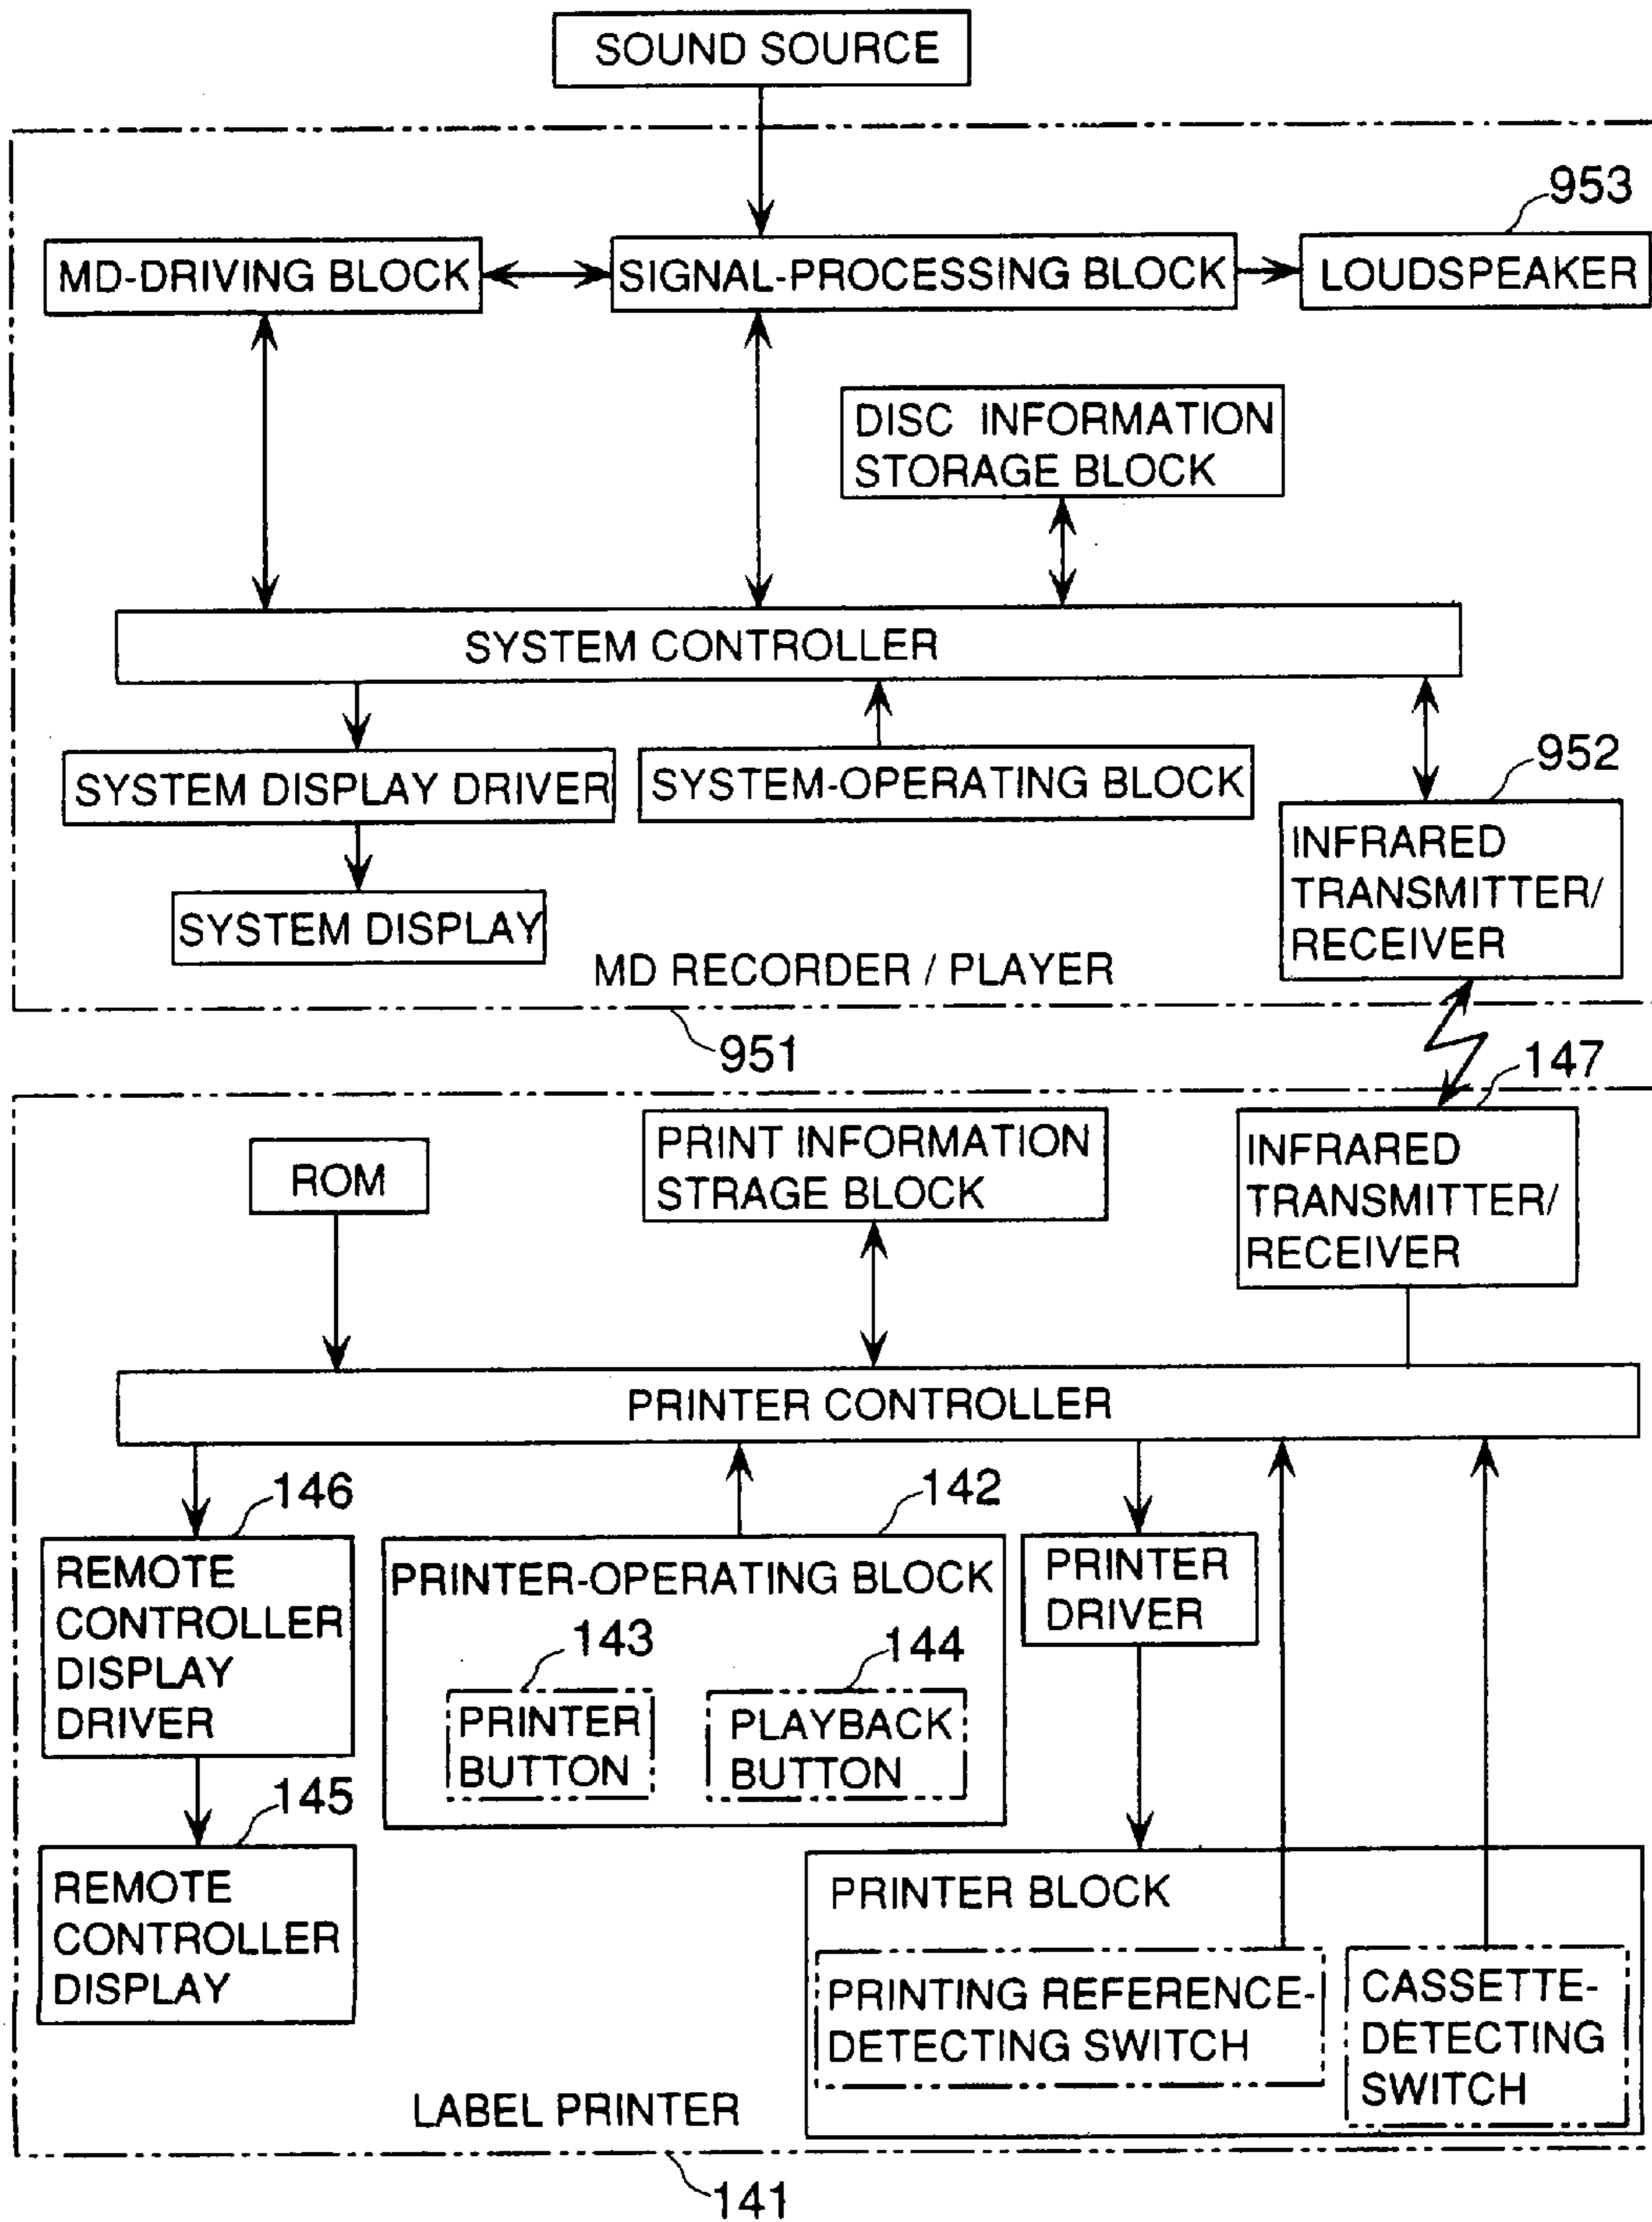 SOUND SOURCE
953
MD-DRIVING BLOCK
SIGNAL-PROCESSING BLOCK
LOUDSPEAKER
DISC INFORMATION
STORAGE BLOCK
SYSTEM CONTROLLER
952
SYSTEM DISPLAY DRIVER
SYSTEM-OPERATING BLOCK
INFRARED
TRANSMITTER/
RECEIVER
SYSTEM DISPLAY
MD RECORDER / PLAYER
951
147
ROM
PRINT INFORMATION
STRAGE BLOCK
INFRARED
TRANSMITTER/
RECEIVER
PRINTER CONTROLLER
146
REMOTE
CONTROLLER
DISPLAY
DRIVER
142
PRINTER-OPERATING BLOCK
143
PRINTER
BUTTON
144
PLAYBACK
BUTTON
PRINTER
DRIVER
145
REMOTE
CONTROLLER
DISPLAY
PRINTER BLOCK
PRINTING REFERENCE-
DETECTING SWITCH
CASSETTE-
DETECTING
SWITCH
LABEL PRINTER
141